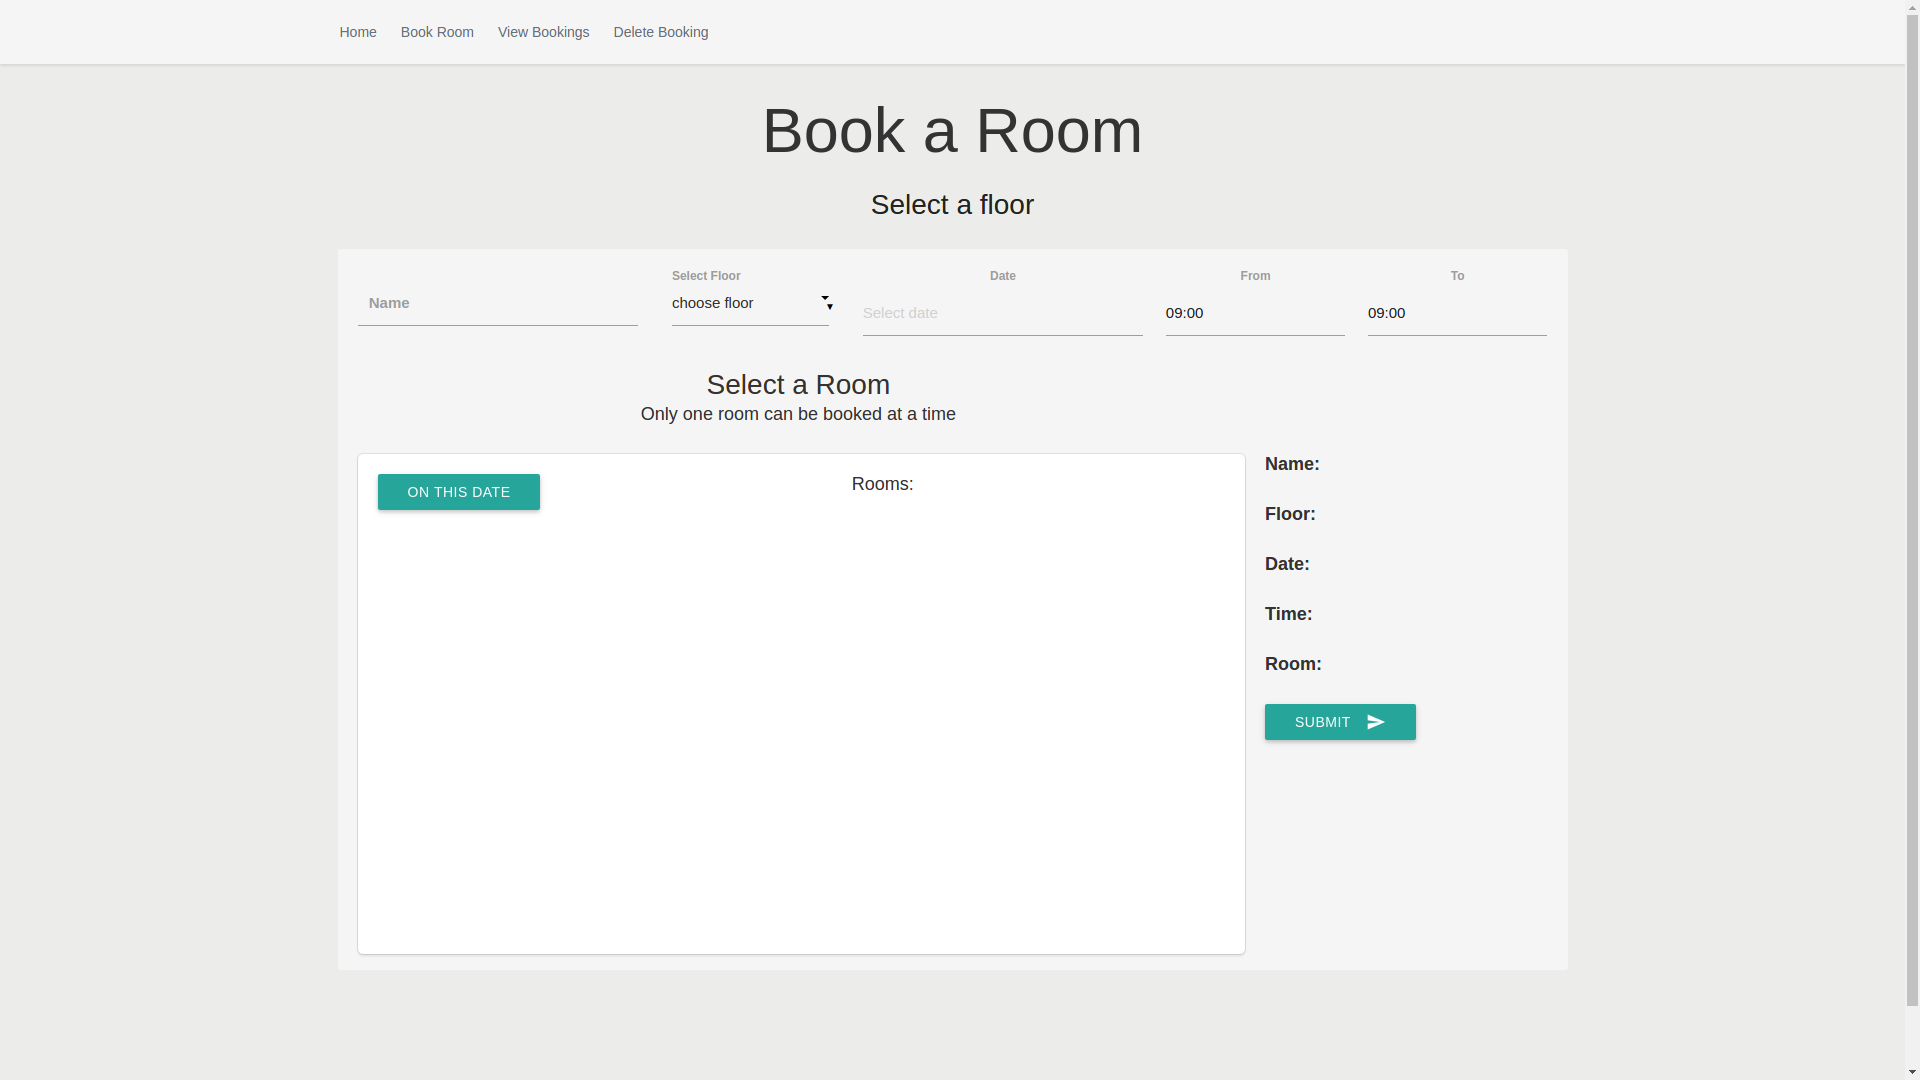 Home Book Room View Bookings Delete Booking
Book a Room
Select a floor
Select Floor Date From To
Name choose floor Select date 09:00 09:00
Select a Room
Only one room can be booked at a time
ON THIS DATE Rooms:
Name:
Floor:
Date:
Time:
Room:
SUBMIT